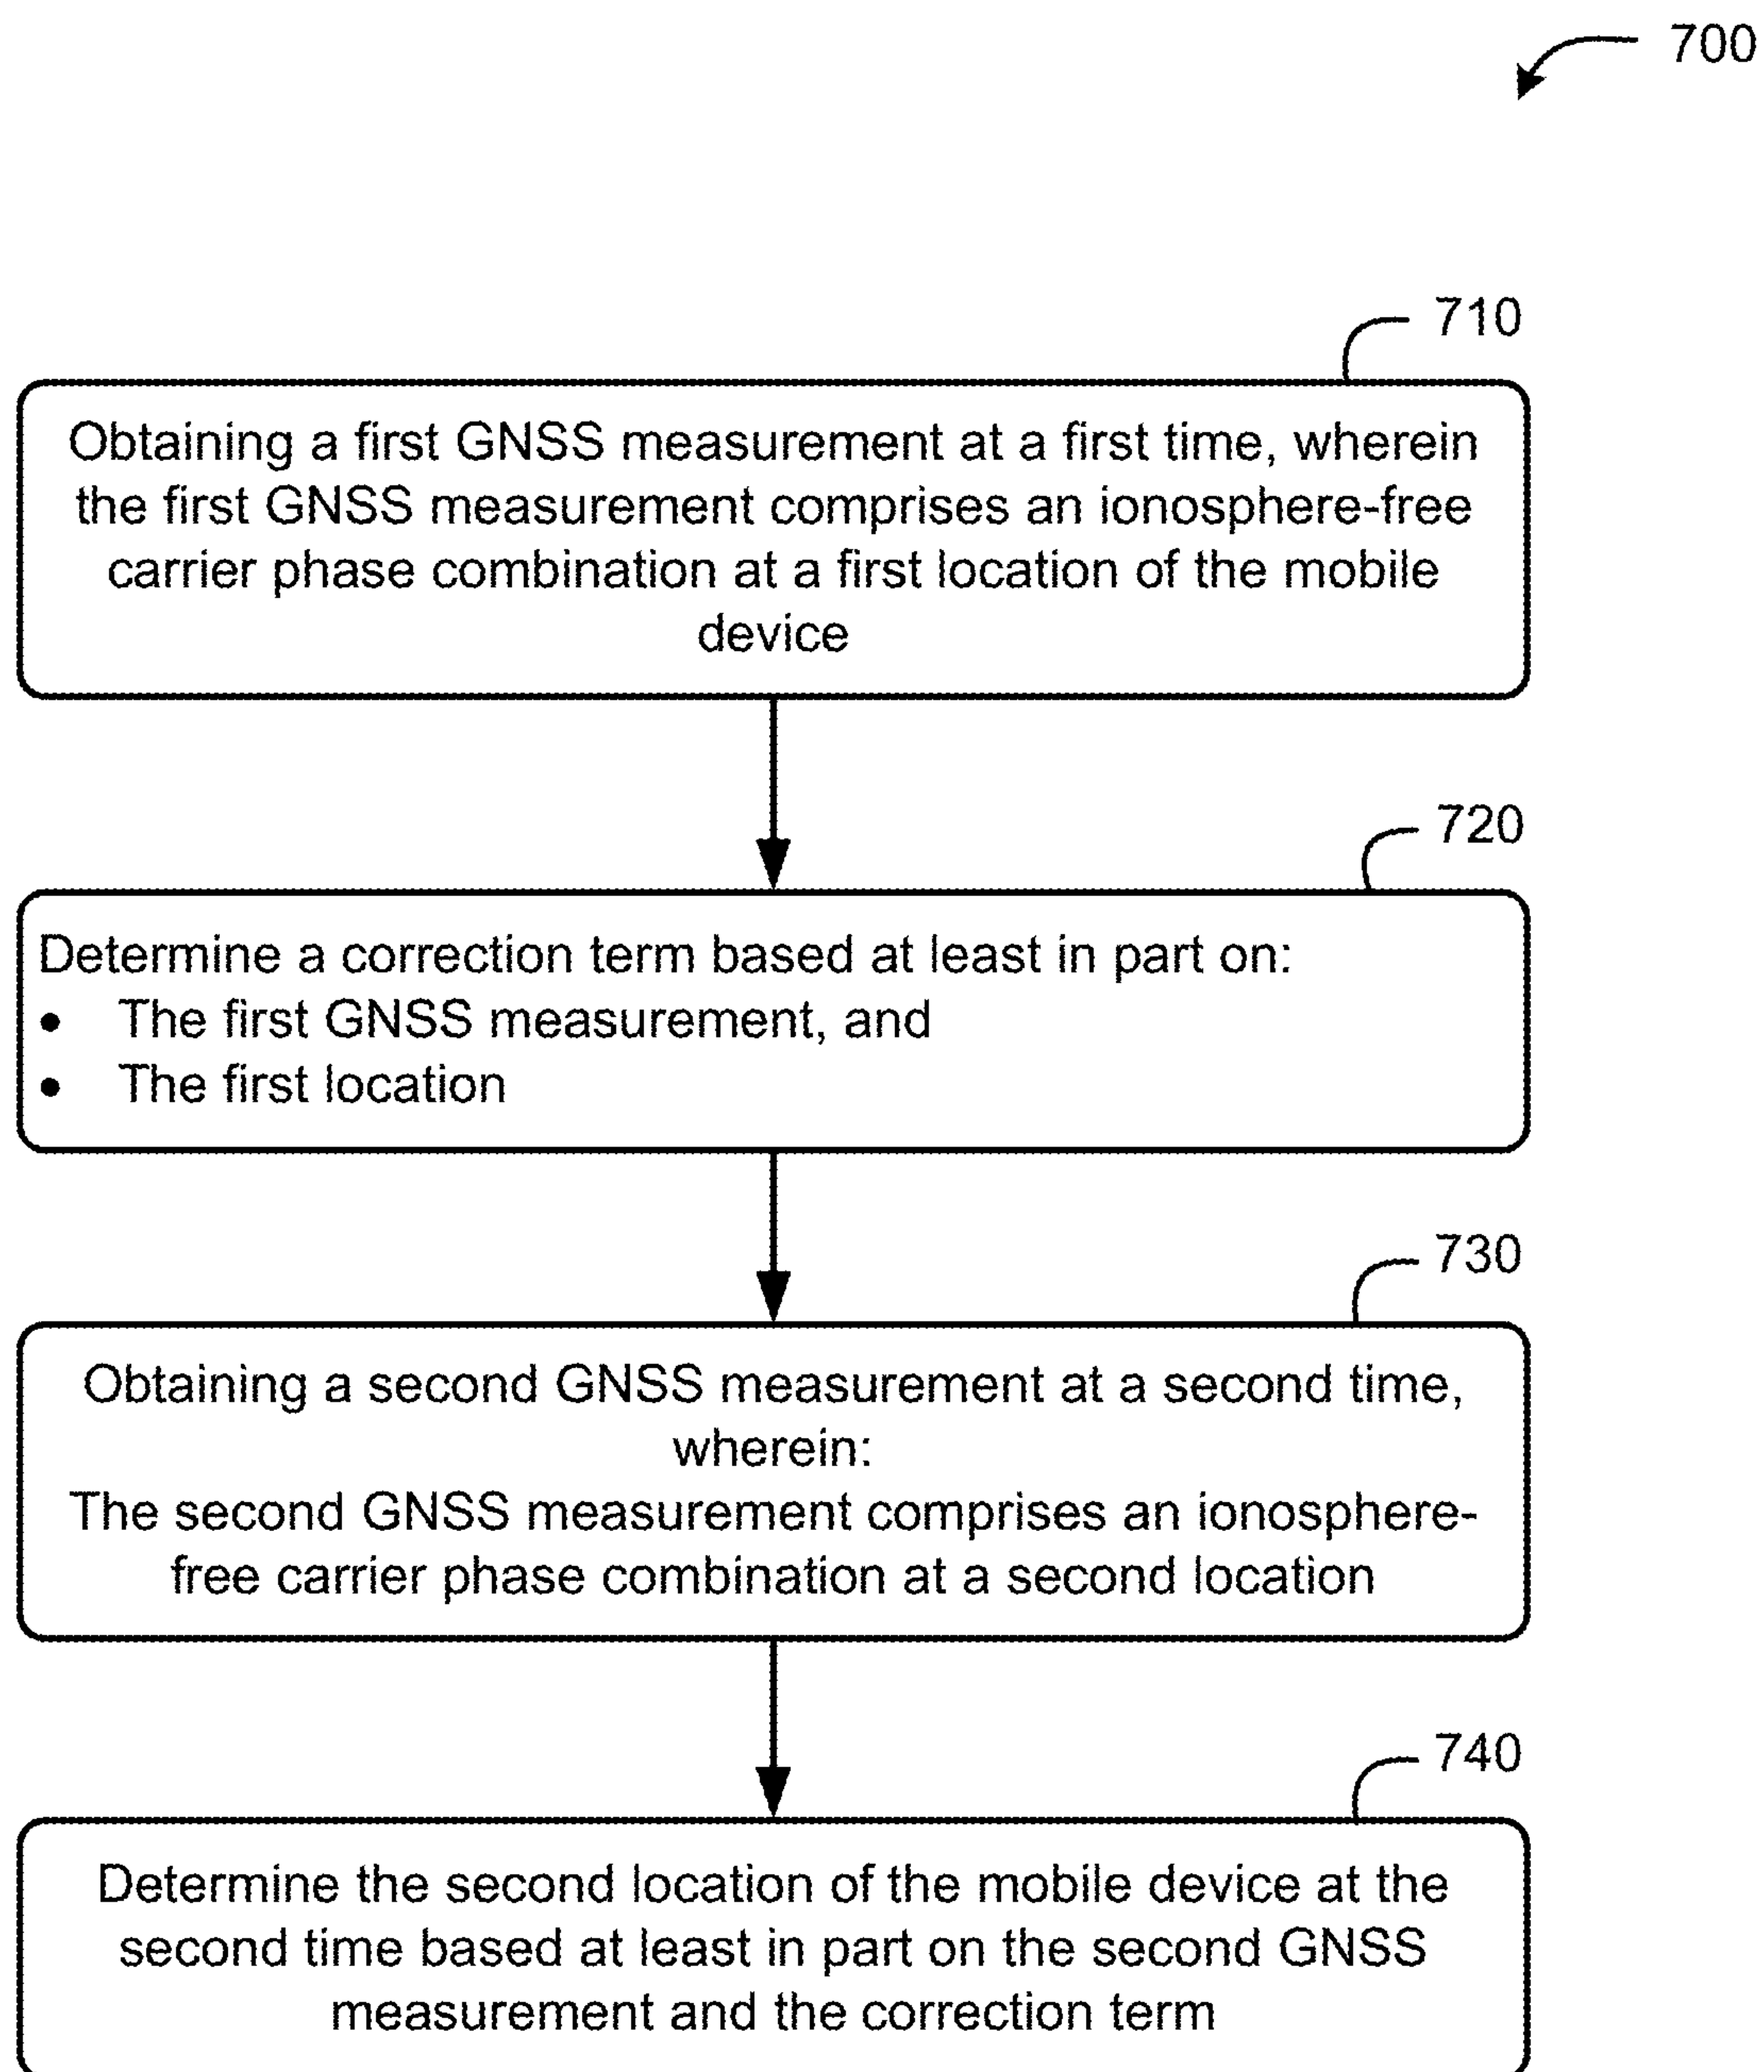 700
710
Obtaining a first GNSS measurement at a first time, wherein
the first GNSS measurement comprises an ionosphere-free
carrier phase combination at a first location of the mobile
device
720
Determine a correction term based at least in part on:
• The first GNSS measurement, and
• The first location
730
Obtaining a second GNSS measurement at a second time,
wherein:
The second GNSS measurement comprises an ionosphere-
free carrier phase combination at a second location
740
Determine the second location of the mobile device at the
second time based at least in part on the second GNSS
measurement and the correction term